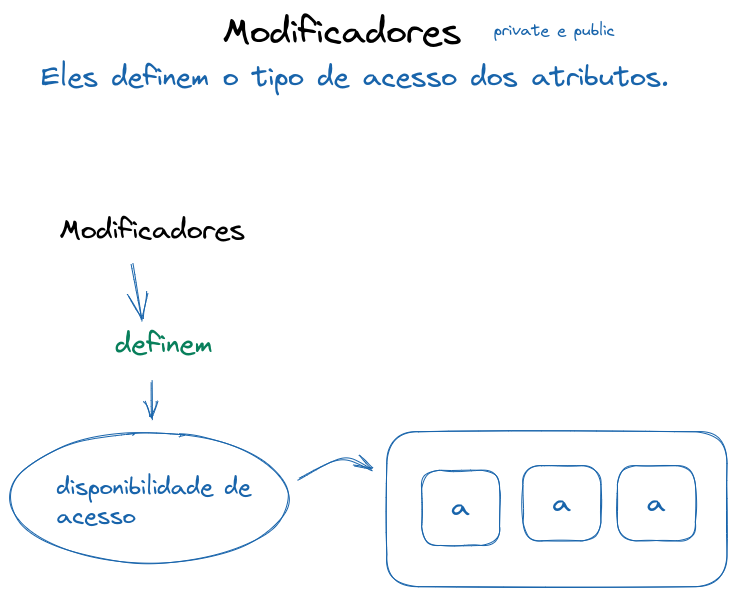 Modificadores private e public
Eles definem o tipo de acesso dos atributos.
Modificadores
definem
disponibilidade de
acesso
a a a